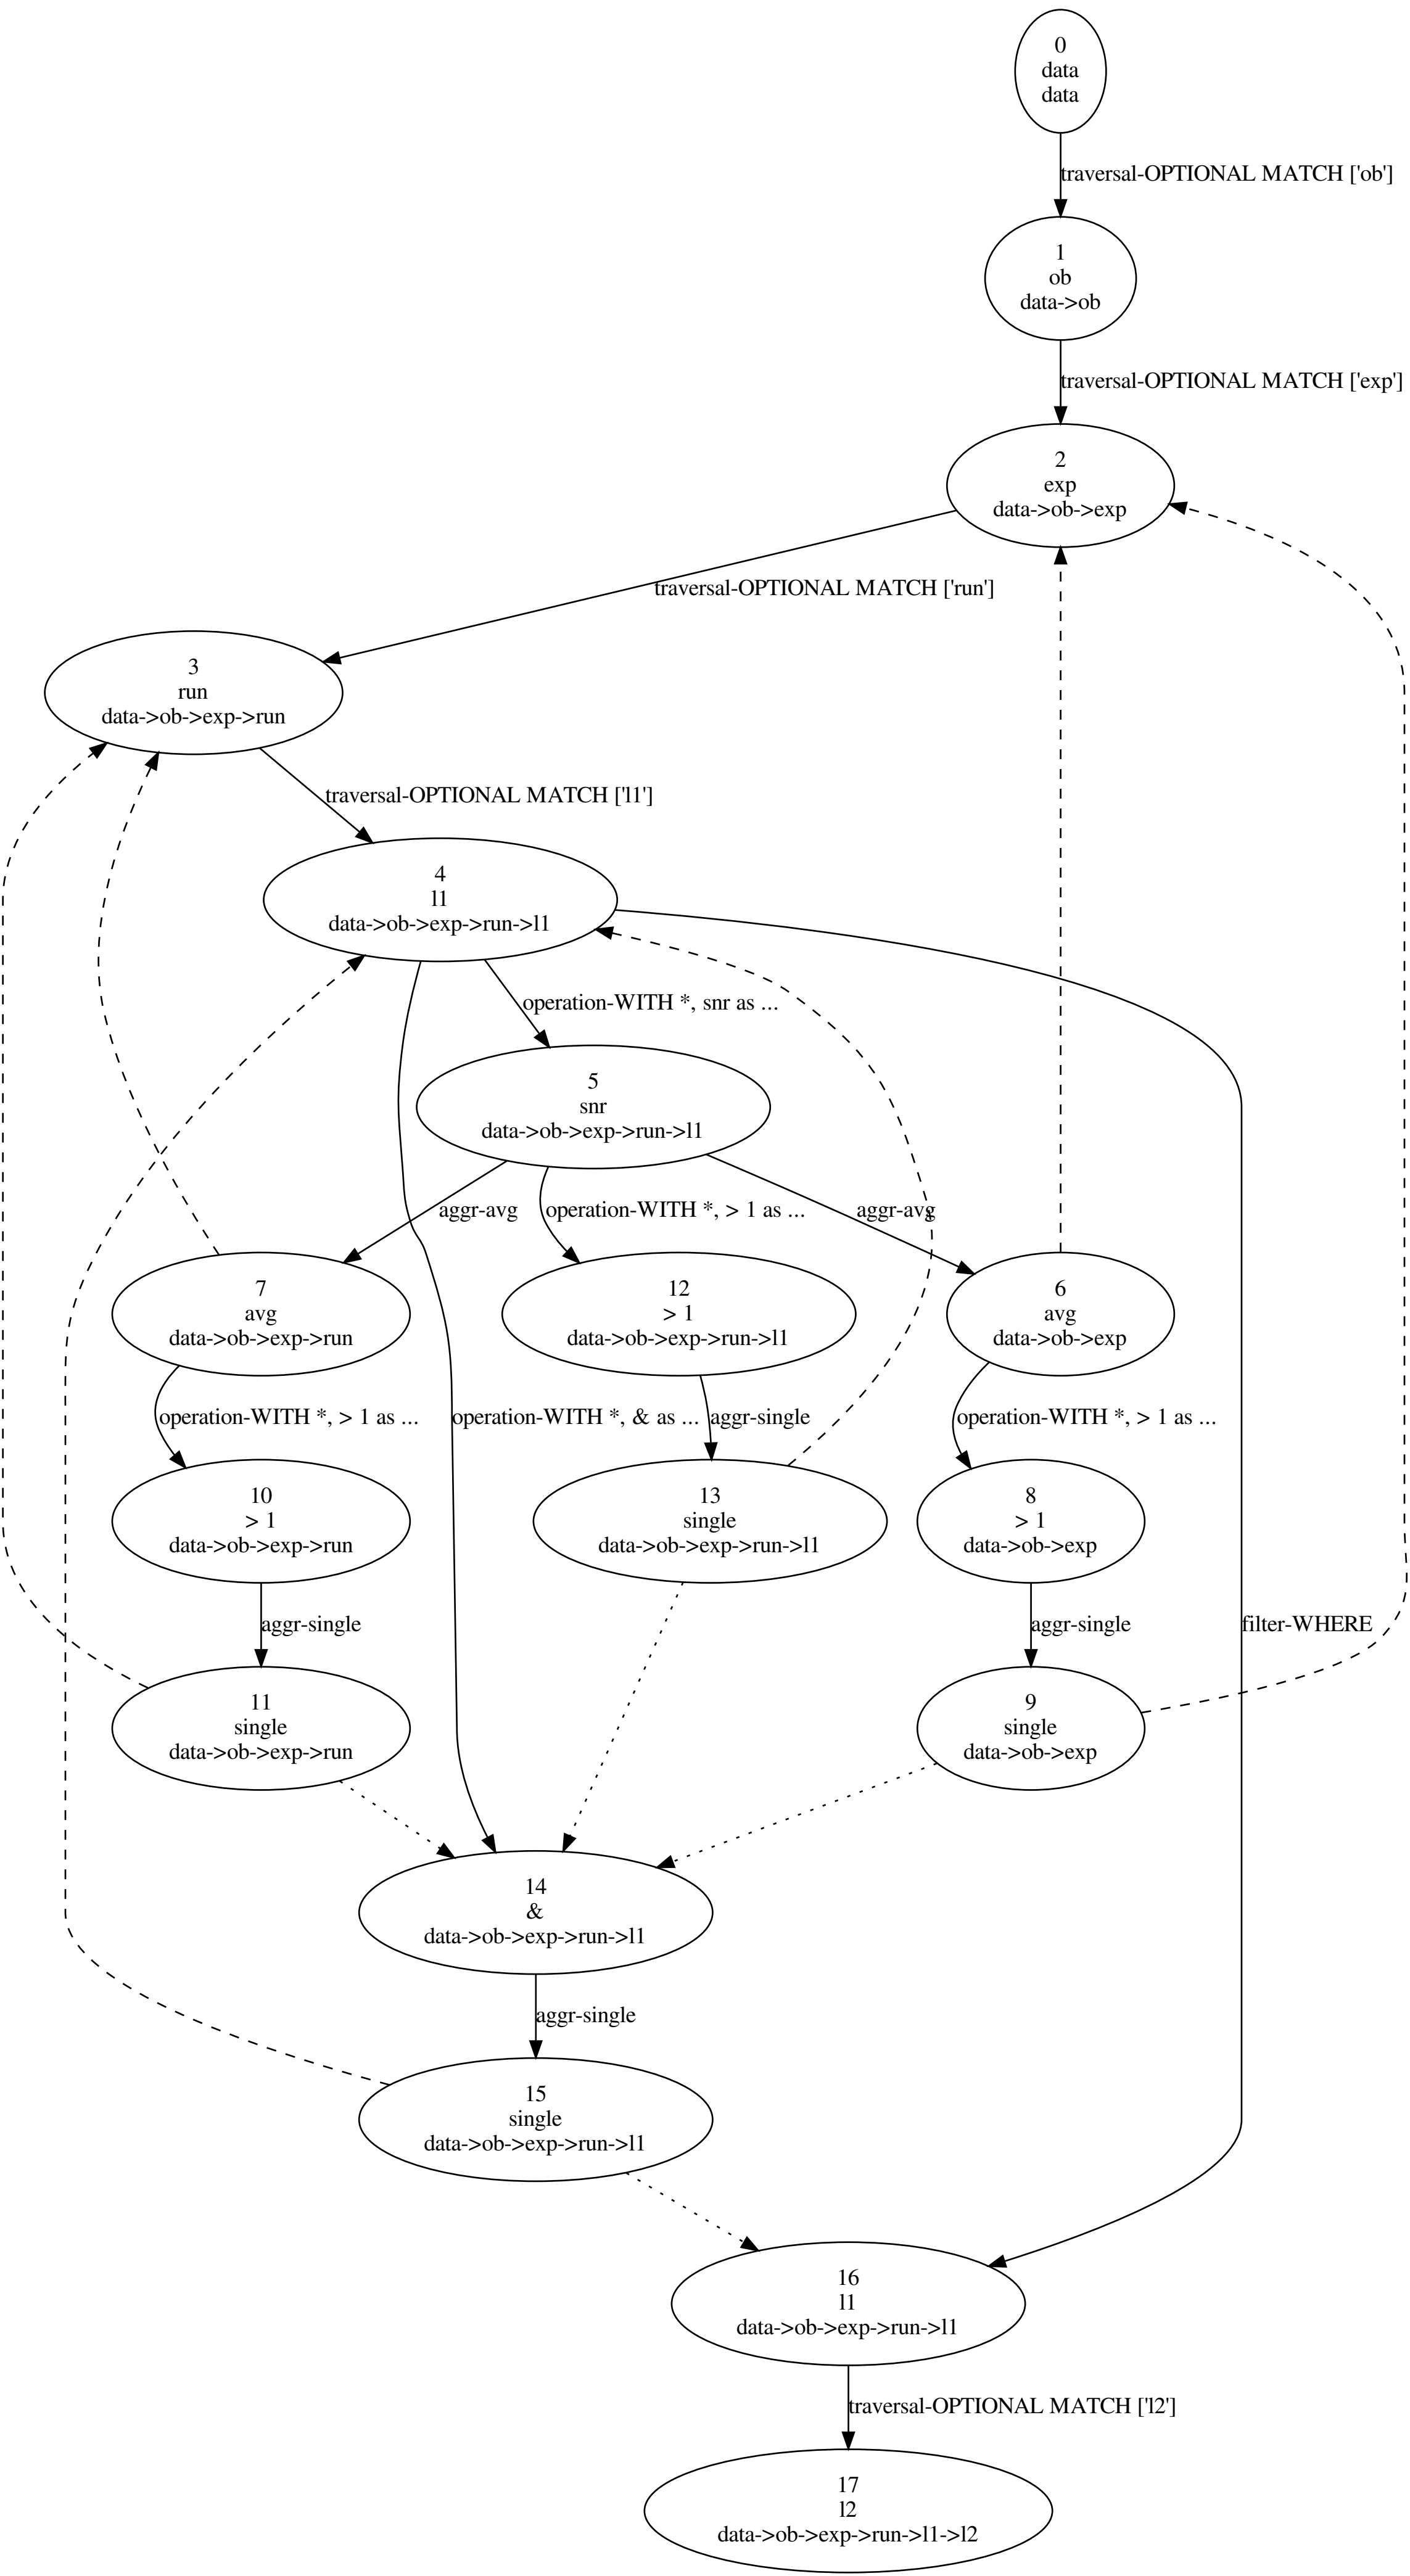 0
data
data
traversal-OPTIONAL MATCH ['ob']
1
ob
data->ob
traversal-OPTIONAL MATCH ['exp']
2
exp
data->ob->exp
traversal-OPTIONAL MATCH ['run']
3
run
data->ob->exp->run
traversal-OPTIONAL MATCH ['l1']
4
l1
data->ob->exp->run->l1
operation-WITH *, snr as ...
5
snr
data->ob->exp->run->l1
aggr-avg
operation-WITH *, > 1 as ...
aggr-avg
7
avg
data->ob->exp->run
12
> 1
data->ob->exp->run->l1
6
avg
data->ob->exp
operation-WITH *, > 1 as ...
operation-WITH *, & as ...
aggr-single
operation-WITH *, > 1 as ...
10
> 1
data->ob->exp->run
13
single
data->ob->exp->run->l1
8
> 1
data->ob->exp
aggr-single
aggr-single
filter-WHERE
11
single
data->ob->exp->run
9
single
data->ob->exp
14
&
data->ob->exp->run->l1
aggr-single
15
single
data->ob->exp->run->l1
16
l1
data->ob->exp->run->l1
traversal-OPTIONAL MATCH ['l2']
17
l2
data->ob->exp->run->l1->l2